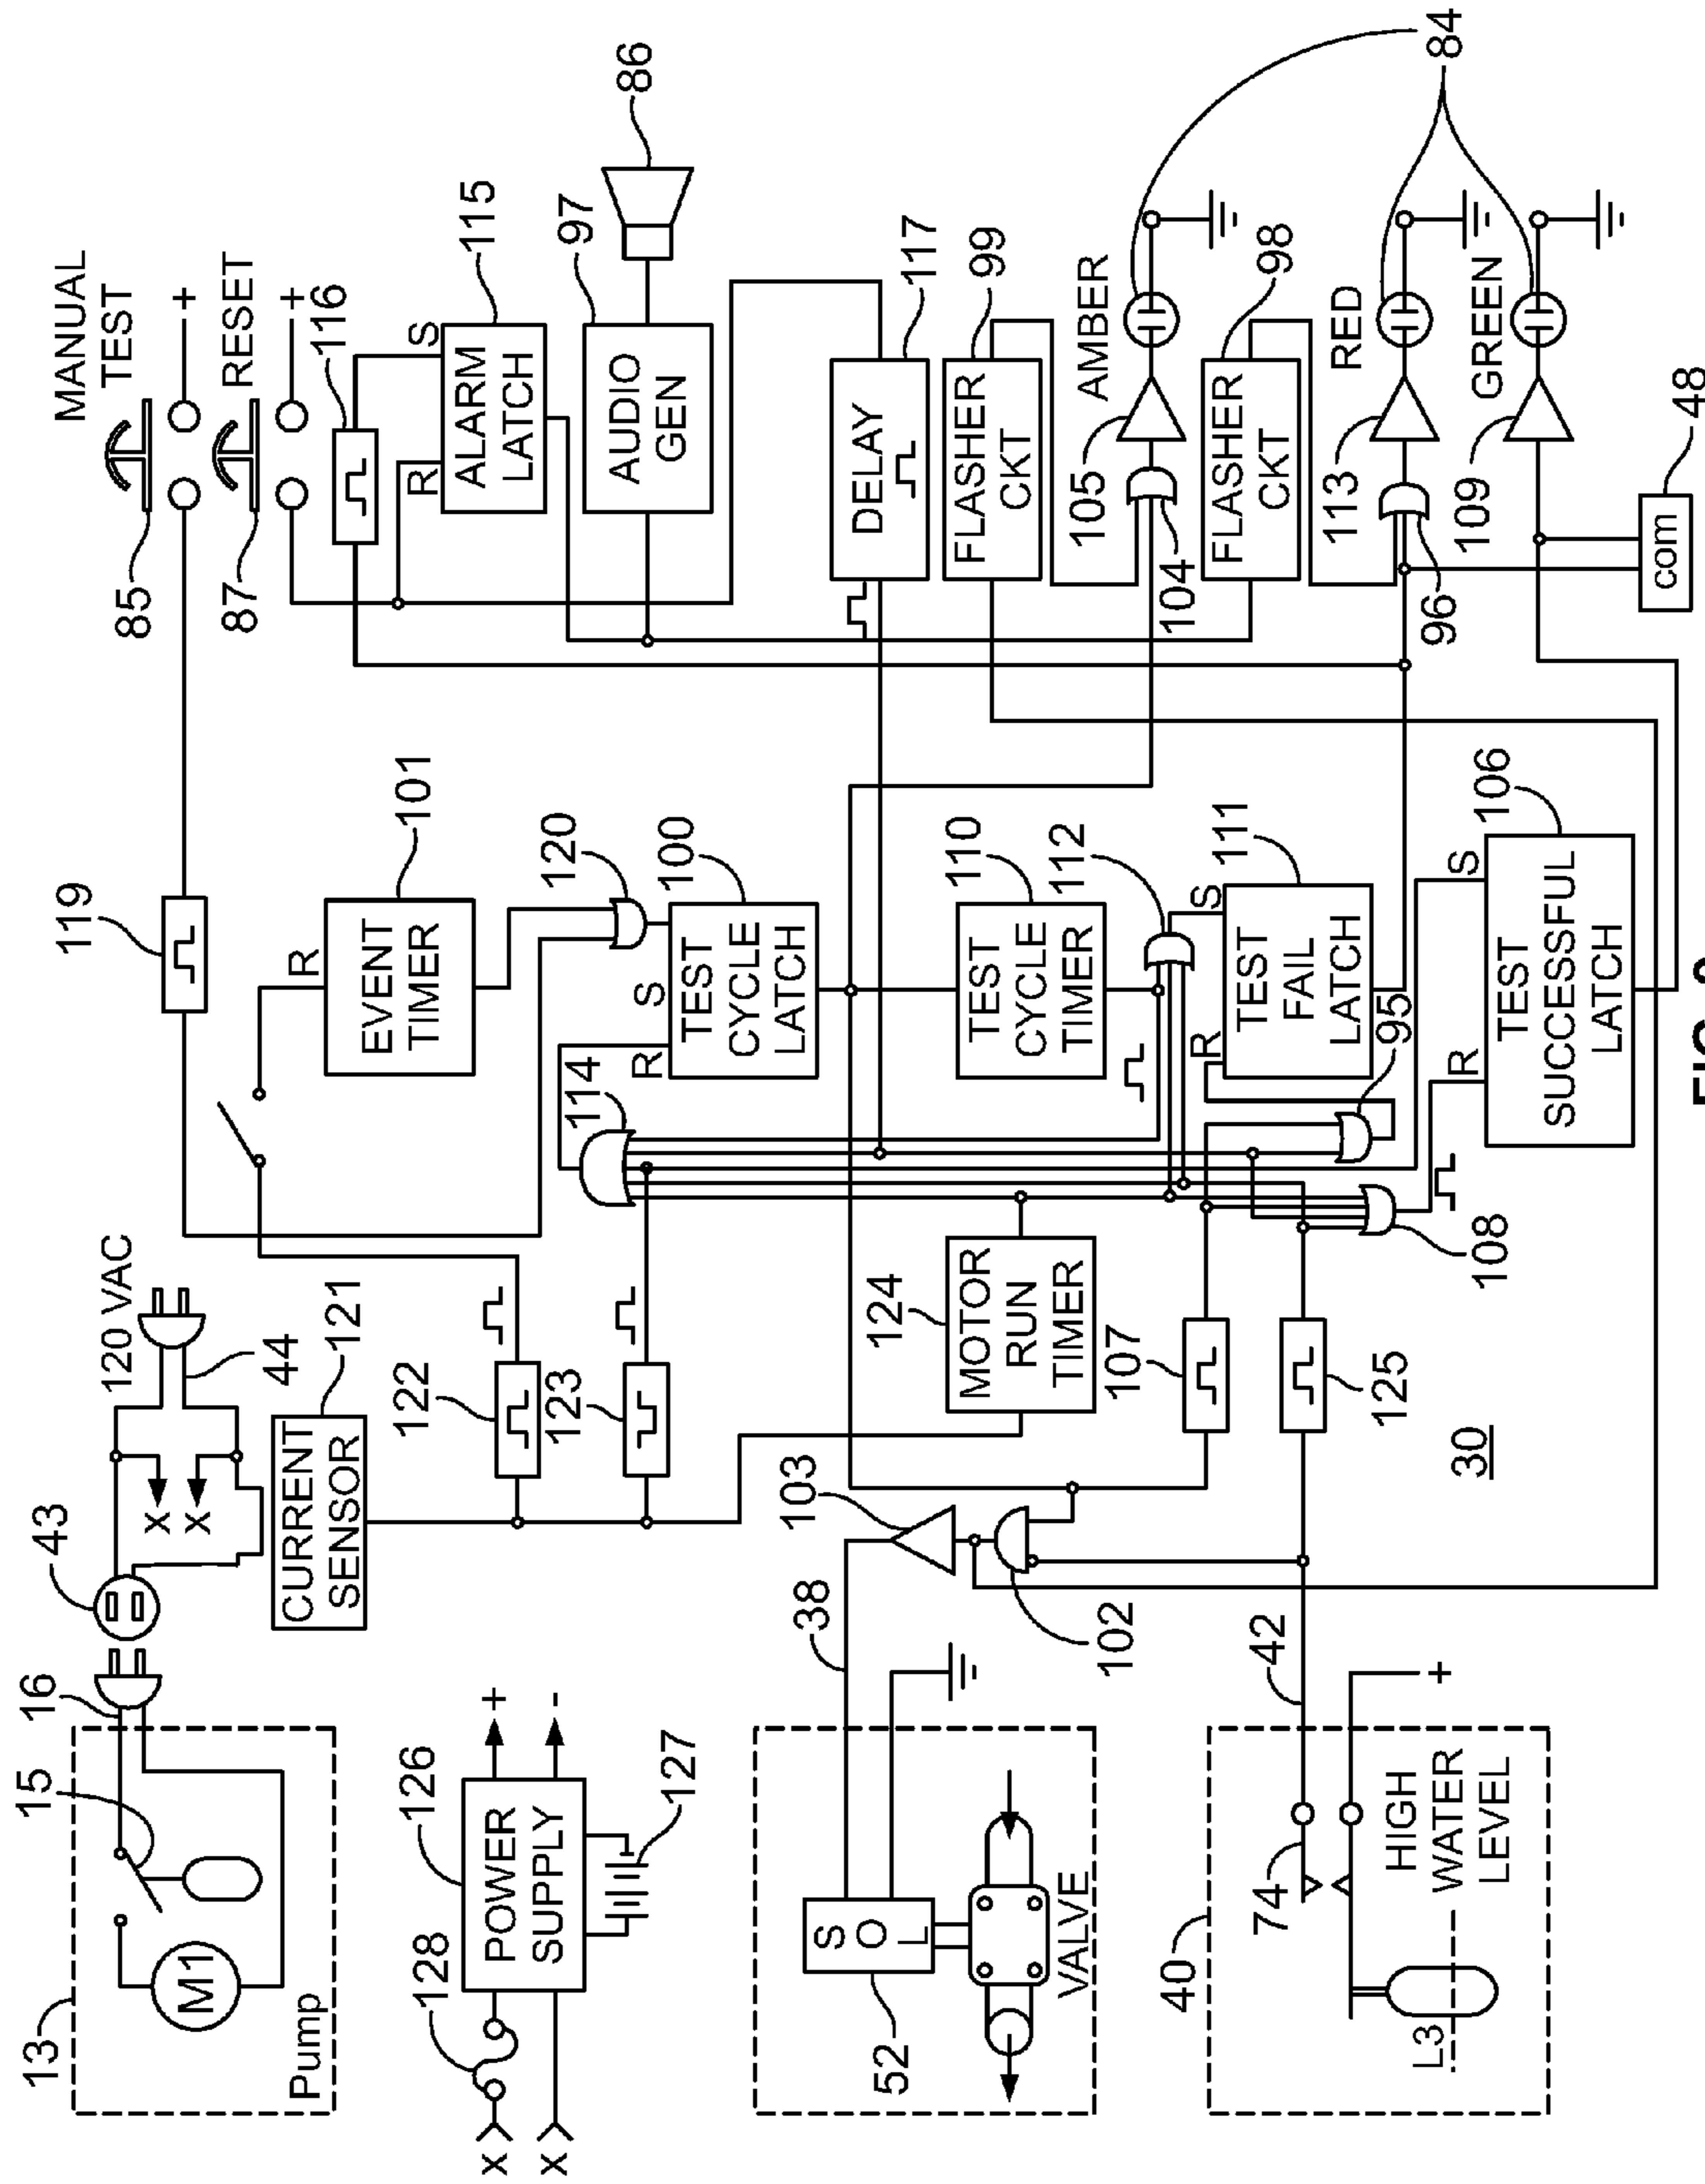 13
15
16
43
120 VAC
44
M1
Pump
CURRENT
SENSOR
121
122
123
119
MANUAL
TEST
85
+
RESET
87
+
116
EVENT
TIMER
101
R
120
S
R
ALARM
LATCH
115
AUDIO
GEN
97
86
X
X
128
POWER
SUPPLY
126
+
-
127
X
X
114
R
S
TEST
CYCLE
LATCH
100
DELAY
117
38
103
102
MOTOR
RUN
TIMER
124
TEST
CYCLE
TIMER
110
112
FLASHER
CKT
99
105
104
AMBER
84
SOL
52
VALVE
107
125
R
S
TEST
FAIL
LATCH
111
95
FLASHER
CKT
98
113
96
RED
40
74
42
L3
HIGH
WATER
LEVEL
+
30
108
R
S
TEST
SUCCESSFUL
LATCH
106
109
GREEN
com
48